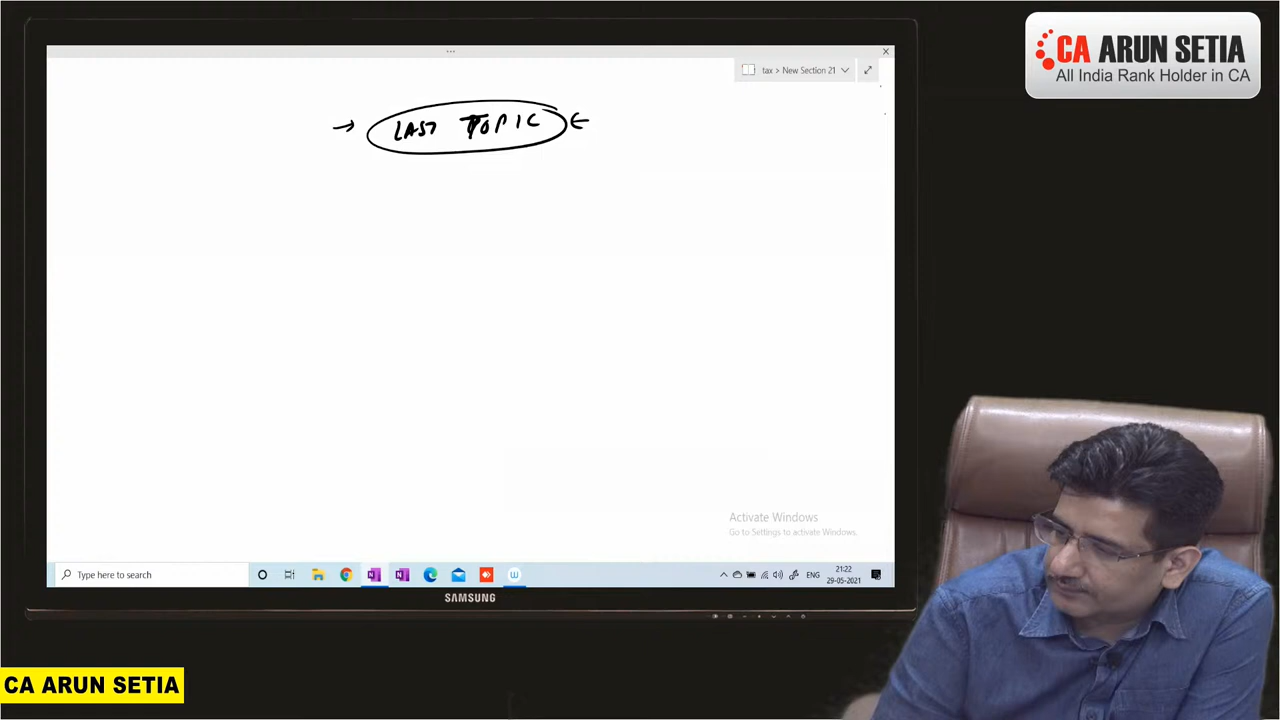 CA ARUN SETIA
All India Rank Holder in CA
tax > New Section 21
→ LAST TOPIC ←
Activate Windows
Go to Settings to activate Windows.
Type here to search
ENG
21:22
29-05-2021
SAMSUNG
CA ARUN SETIA